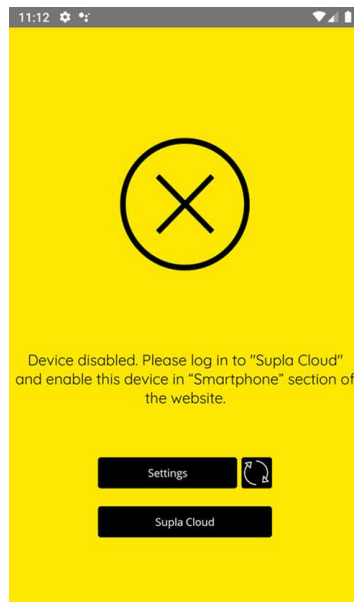 11:12
Device disabled. Please log in to "Supla Cloud"
and enable this device in “Smartphone” section of
the website.
Settings
Supla Cloud